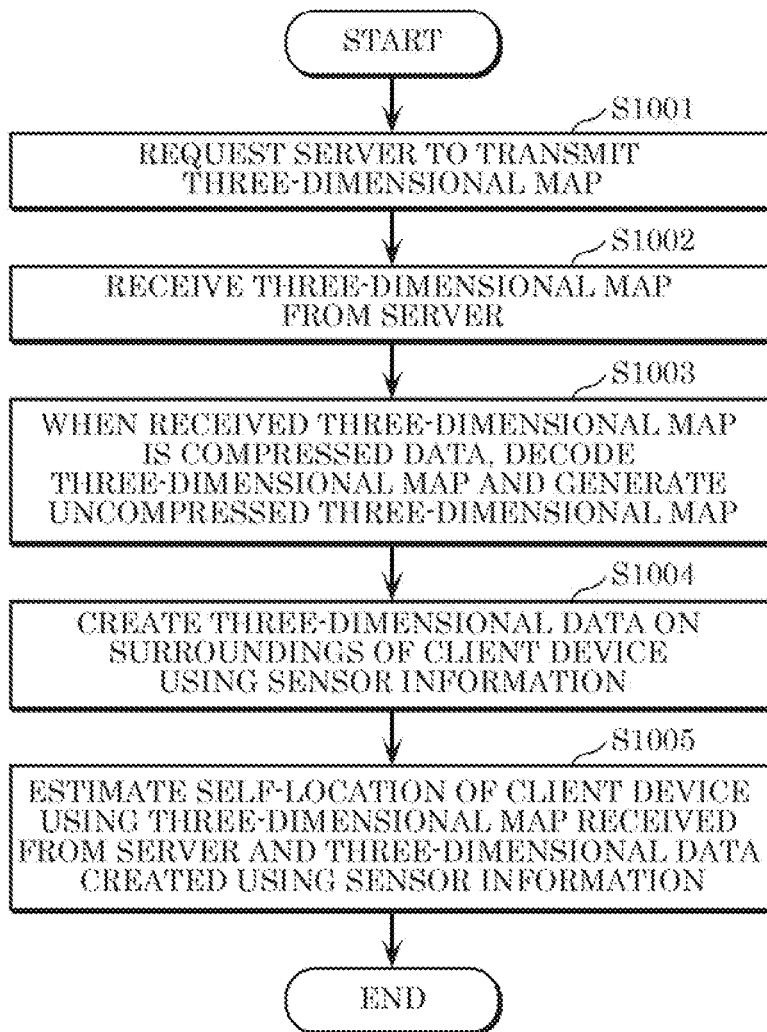 START
S1001
REQUEST SERVER TO TRANSMIT
THREE-DIMENSIONAL MAP
S1002
RECEIVE THREE-DIMENSIONAL MAP
FROM SERVER
S1003
WHEN RECEIVED THREE-DIMENSIONAL MAP
IS COMPRESSED DATA, DECODE
THREE-DIMENSIONAL MAP AND GENERATE
UNCOMPRESSED THREE-DIMENSIONAL MAP
S1004
CREATE THREE-DIMENSIONAL DATA ON
SURROUNDINGS OF CLIENT DEVICE
USING SENSOR INFORMATION
S1005
ESTIMATE SELF-LOCATION OF CLIENT DEVICE
USING THREE-DIMENSIONAL MAP RECEIVED
FROM SERVER AND THREE-DIMENSIONAL DATA
CREATED USING SENSOR INFORMATION
END